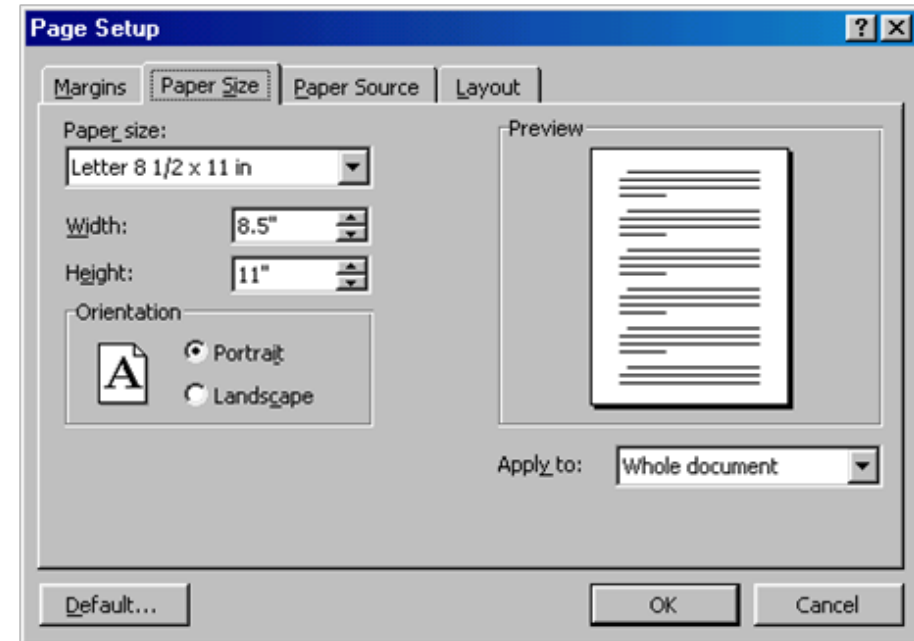 Page Setup
Margins Paper Size Paper Source Layout
Paper size:
Letter 8 1/2 x 11 in
Width: 8.5"
Height: 11"
Orientation
A
Portrait
Landscape
Preview
Apply to: Whole document
Default... OK Cancel